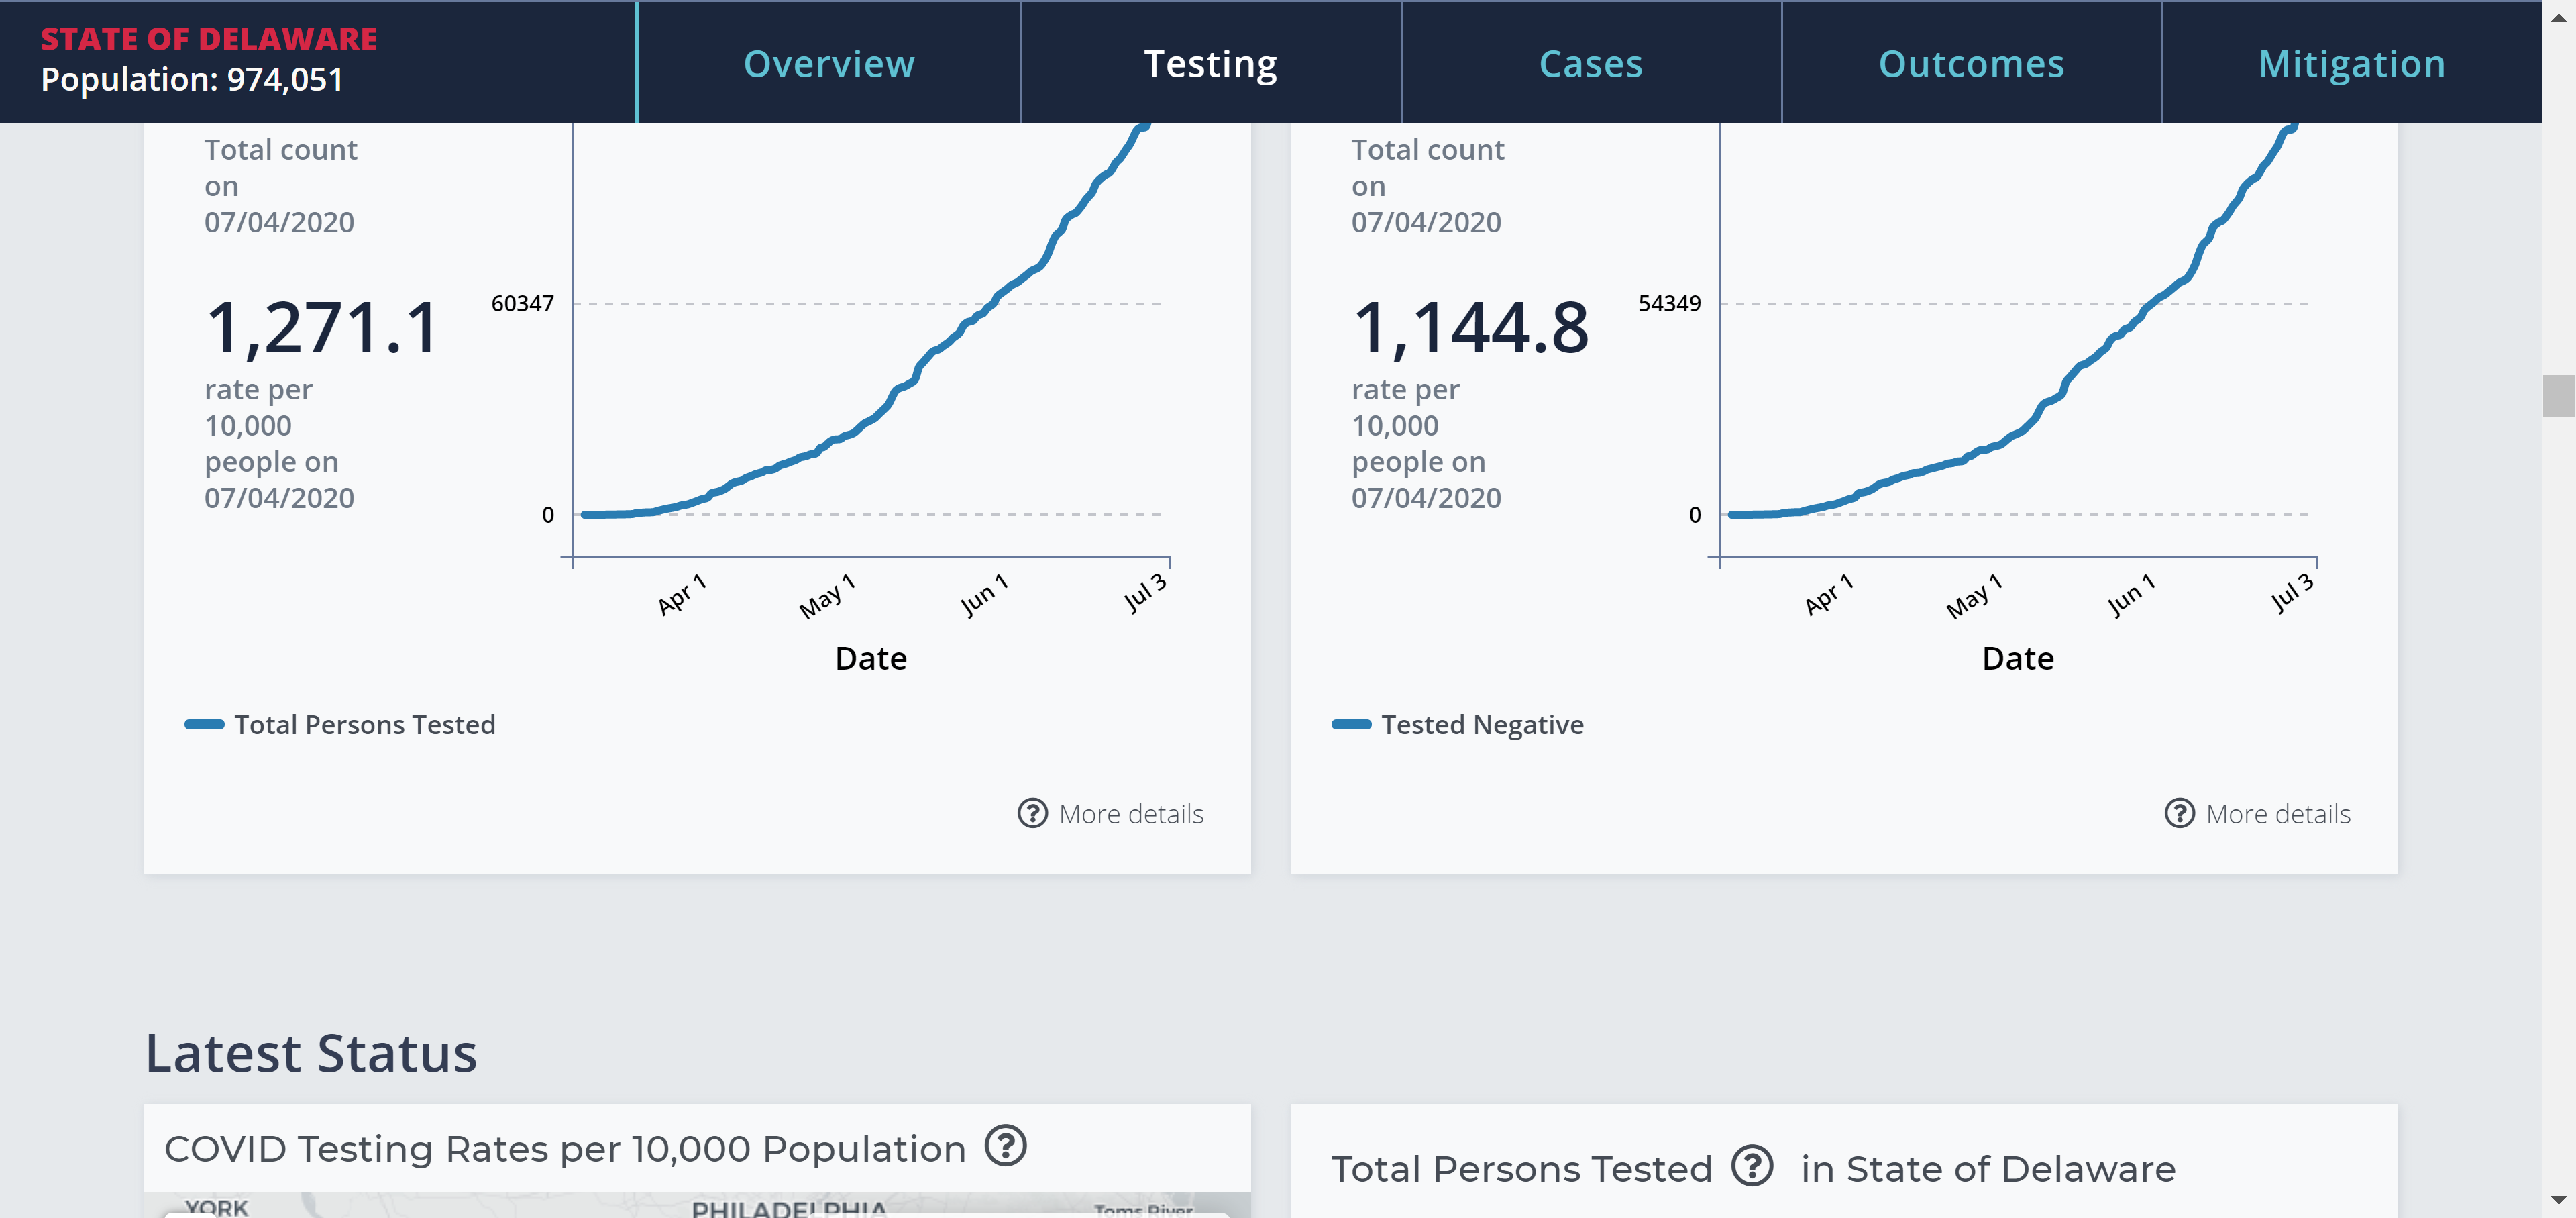 STATE OF DELAWARE
Population: 974,051
Overview
Testing
Cases
Outcomes
Mitigation
Total count
on
07/04/2020
1,271.1
rate per
10,000
people on
07/04/2020
60347
0
Apr 1
May 1
Jun 1
Jul 3
Date
Total Persons Tested
More details
Total count
on
07/04/2020
1,144.8
rate per
10,000
people on
07/04/2020
54349
0
Apr 1
May 1
Jun 1
Jul 3
Date
Tested Negative
More details
Latest Status
COVID Testing Rates per 10,000 Population
YORK
PHILADELPHIA
Toms River
Total Persons Tested in State of Delaware